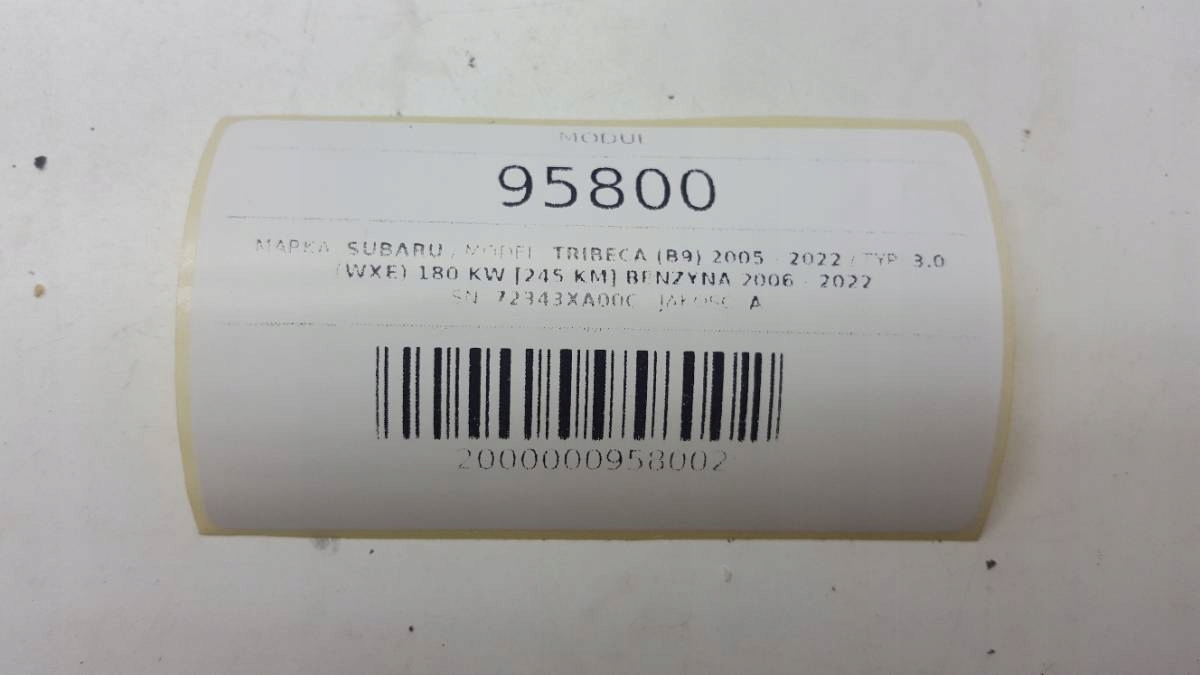 MODUŁ
95800
MARKA: SUBARU / MODEL: TRIBECA (B9) 2005 - 2022 / TYP: 3.0
(WXE) 180 KW [245 KM] BENZYNA 2006 - 2022
SN: 72343XA00C JAKOŚĆ: A
2000000958002